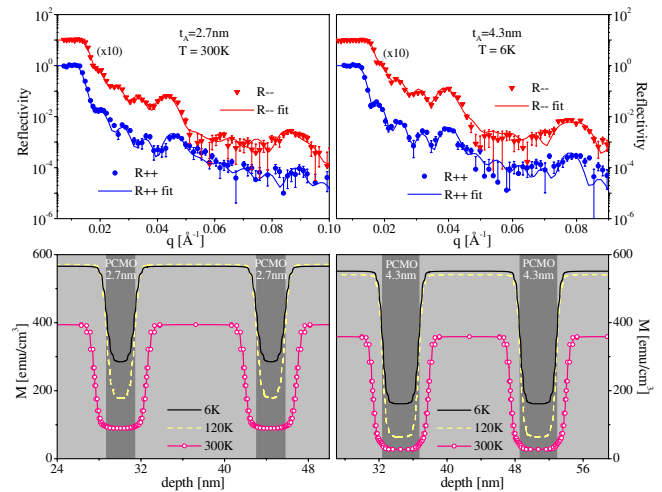 t_A=2.7nm
T = 300K
(x10)
R--
R-- fit
R++
R++ fit
Reflectivity
10^0
10^-2
10^-4
10^-6
0.02 0.04 0.06 0.08 0.10
q [Å^-1]
t_A=4.3nm
T = 6K
(x10)
R--
R-- fit
R++
R++ fit
Reflectivity
10^0
10^-2
10^-4
10^-6
0.02 0.04 0.06 0.08
q [Å^-1]
PCMO
2.7nm
PCMO
2.7nm
6K
120K
300K
M [emu/cm^3]
600
400
200
0
24 32 40 48
depth [nm]
PCMO
4.3nm
PCMO
4.3nm
6K
120K
300K
M [emu/cm^3]
600
400
200
0
32 40 48 56
depth [nm]